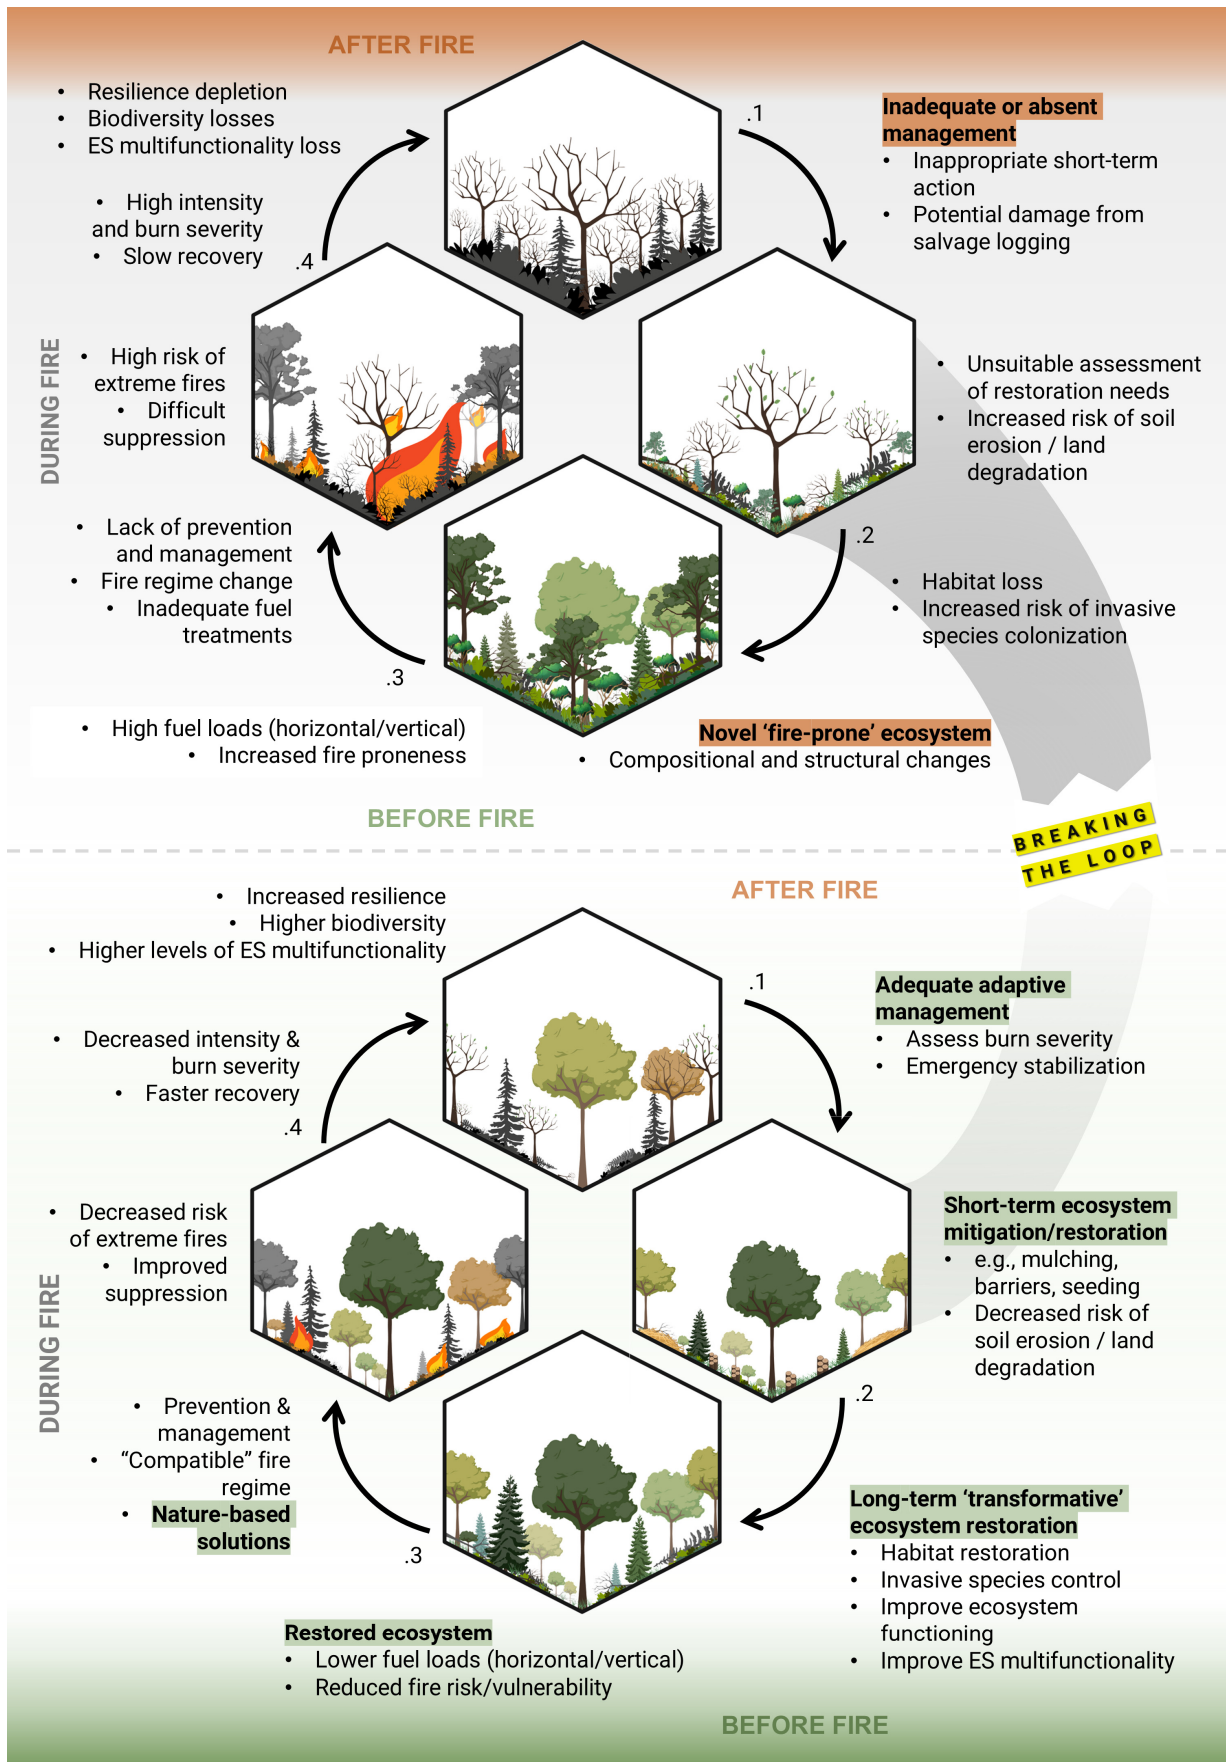 AFTER FIRE
• Resilience depletion
• Biodiversity losses
• ES multifunctionality loss
.1
Inadequate or absent
management
• Inappropriate short-term
action
• Potential damage from
salvage logging
• High intensity
and burn severity
• Slow recovery
.4
DURING FIRE
• High risk of
extreme fires
• Difficult
suppression
• Unsuitable assessment
of restoration needs
• Increased risk of soil
erosion / land
degradation
• Lack of prevention
and management
• Fire regime change
• Inadequate fuel
treatments
.2
• Habitat loss
• Increased risk of invasive
species colonization
.3
• High fuel loads (horizontal/vertical)
• Increased fire proneness
Novel ‘fire-prone’ ecosystem
• Compositional and structural changes
BEFORE FIRE
BREAKING
THE LOOP
AFTER FIRE
• Increased resilience
• Higher biodiversity
• Higher levels of ES multifunctionality
.1
Adequate adaptive
management
• Assess burn severity
• Emergency stabilization
• Decreased intensity &
burn severity
• Faster recovery
.4
DURING FIRE
• Decreased risk
of extreme fires
• Improved
suppression
Short-term ecosystem
mitigation/restoration
• e.g., mulching,
barriers, seeding
• Decreased risk of
soil erosion / land
degradation
• Prevention &
management
• “Compatible” fire
regime
• Nature-based
solutions
.2
Long-term ‘transformative’
ecosystem restoration
• Habitat restoration
• Invasive species control
• Improve ecosystem
functioning
• Improve ES multifunctionality
.3
Restored ecosystem
• Lower fuel loads (horizontal/vertical)
• Reduced fire risk/vulnerability
BEFORE FIRE